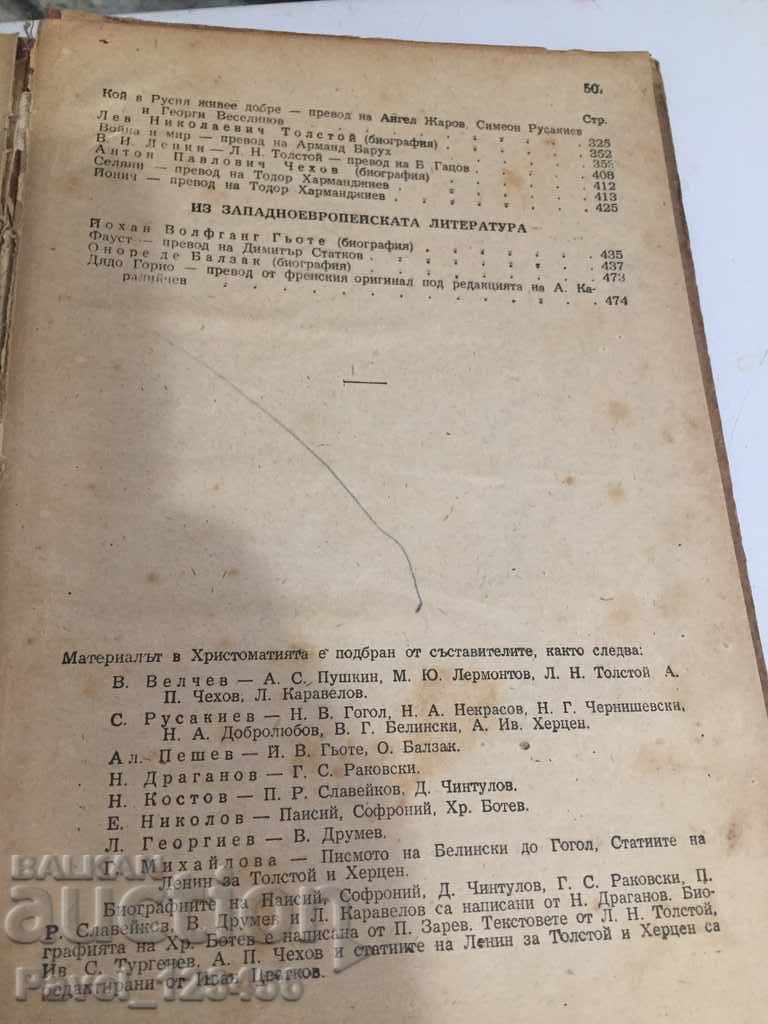 50.
Стр.
Кой в Русия живее добре — превод на Ангел Жаров, Симеон Русакиев
и Георги Веселинов 325
Лев Николаевич Толстой (биография) 352
Война и мир — превод на Арманд Барух
В. И. Ленин — Л. Н. Толстой — превод на Б Гацов 408
Антон Павлович Чехов (биография) 412
Селяни — превод на Тодор Харманджиев 413
Йонич — превод на Тодор Харманджиев 425
ИЗ ЗАПАДНОЕВРОПЕЙСКАТА ЛИТЕРАТУРА
Йохан Волфганг Гьоте (биография) 435
Фауст — превод на Димитър Статков 437
Оноре де Балзак (биография) 473
Дядо Горио — превод от френския оригинал под редакцията на А. Ка-
ралийчев 474
Материалът в Христоматията е подбран от съставителите, както следва:
В. Велчев — А. С. Пушкин, М. Ю. Лермонтов, Л. Н. Толстой А.
П. Чехов, Л. Каравелов.
С. Русакиев — Н. В. Гогол, Н. А. Некрасов, Н. Г. Чернишевски,
Н. А. Добролюбов, В. Г. Белински, А. Ив. Херцен.
Ал. Пешев — Й. В. Гьоте, О. Балзак.
Н. Драганов — Г. С. Раковски.
Н. Костов — П. Р. Славейков, Д. Чинтулов.
Е. Николов — Паисий, Софроний, Хр. Ботев.
Л. Георгиев — В. Друмев.
Михайлова — Писмото на Белински до Гогол, Статиите на
Ленин за Толстой и Херцен.
Биографиите на Паисий, Софроний, Д. Чинтулов, Г. С. Раковски, П.
Р. Славейков, В. Друмев и Л. Каравелов са написани от Н. Драганов. Био-
графията на Хр. Ботев е написана от П. Зарев. Текстовете от Л. Н. Толстой,
Ив. С. Тургенев, А. П. Чехов и статиите на Ленин за Толстой и Херцен са
редактирани от Иван Цветков.
БАЛКАН
auction
Pavel_123456